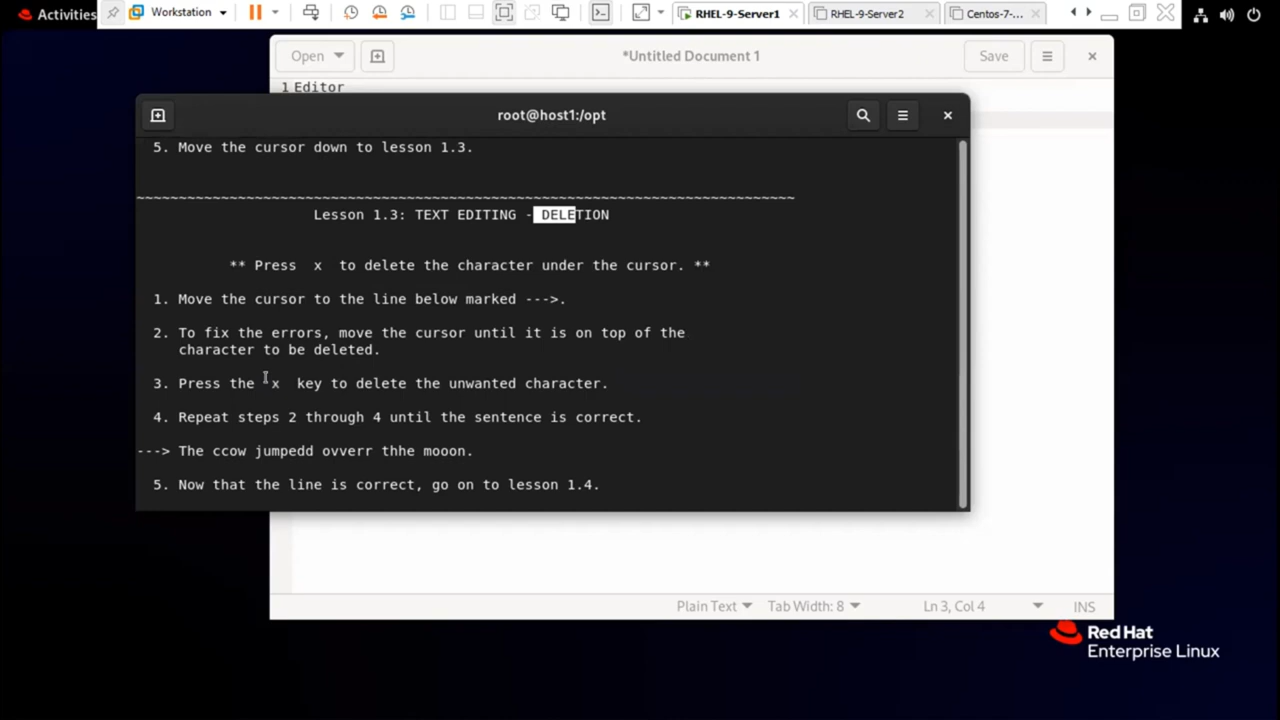 Activities Workstation RHEL-9-Server1 RHEL-9-Server2 Centos-7-...
Open *Untitled Document 1 Save
1 Editor
root@host1:/opt
5. Move the cursor down to lesson 1.3.
~~~~~~~~~~~~~~~~~~~~~~~~~~~~~~~~~~~~~~~~~~~~~~~~~~~~~~~~~~~~~~~~~~~~~~~~~~~~~~
Lesson 1.3: TEXT EDITING - DELETION
** Press  x  to delete the character under the cursor. **
1. Move the cursor to the line below marked --->.
2. To fix the errors, move the cursor until it is on top of the
character to be deleted.
3. Press the  x  key to delete the unwanted character.
4. Repeat steps 2 through 4 until the sentence is correct.
---> The ccow jumpedd ovverr thhe mooon.
5. Now that the line is correct, go on to lesson 1.4.
Plain Text Tab Width: 8 Ln 3, Col 4 INS
Red Hat
Enterprise Linux